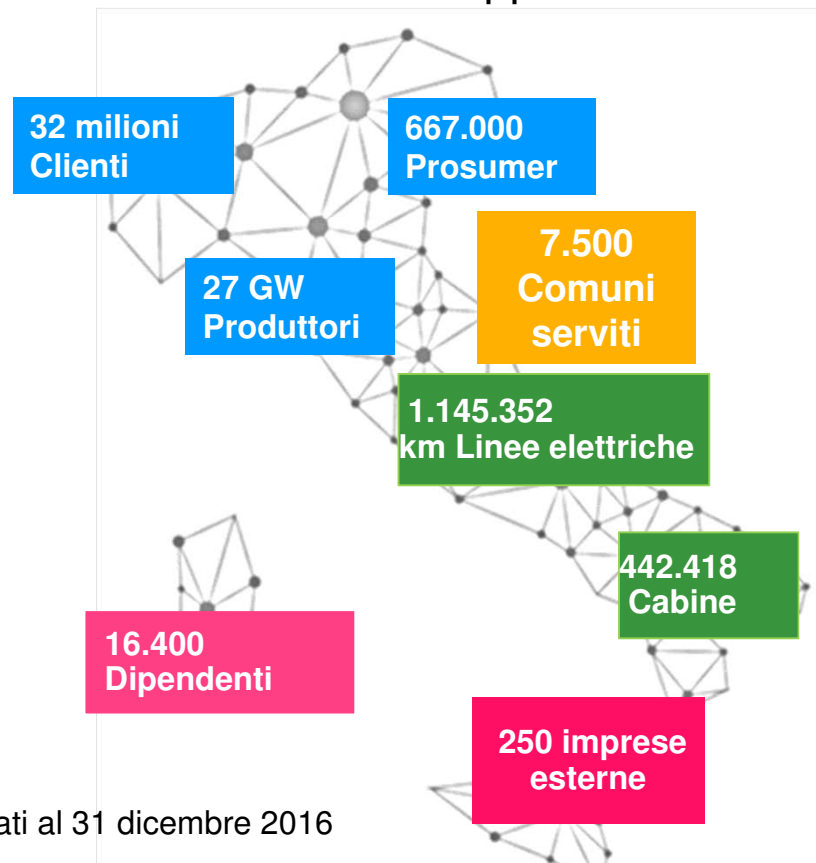 32 milioni
Clienti
667.000
Prosumer
7.500
Comuni
serviti
27 GW
Produttori
1.145.352
km Linee elettriche
442.418
Cabine
16.400
Dipendenti
250 imprese
esterne
ati al 31 dicembre 2016